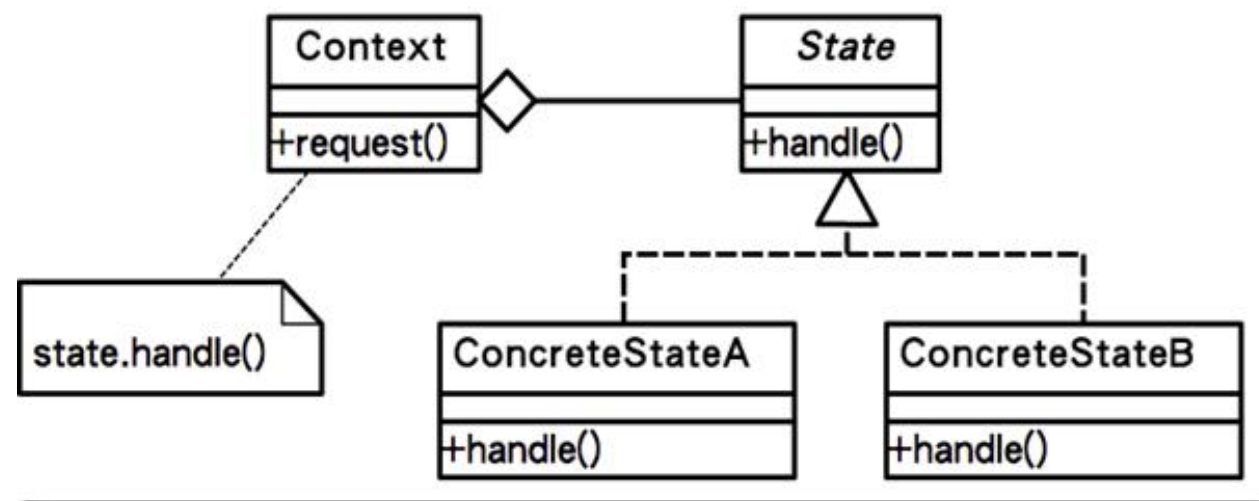 Context
+request()
State
+handle()
state.handle()
ConcreteStateA
+handle()
ConcreteStateB
+handle()